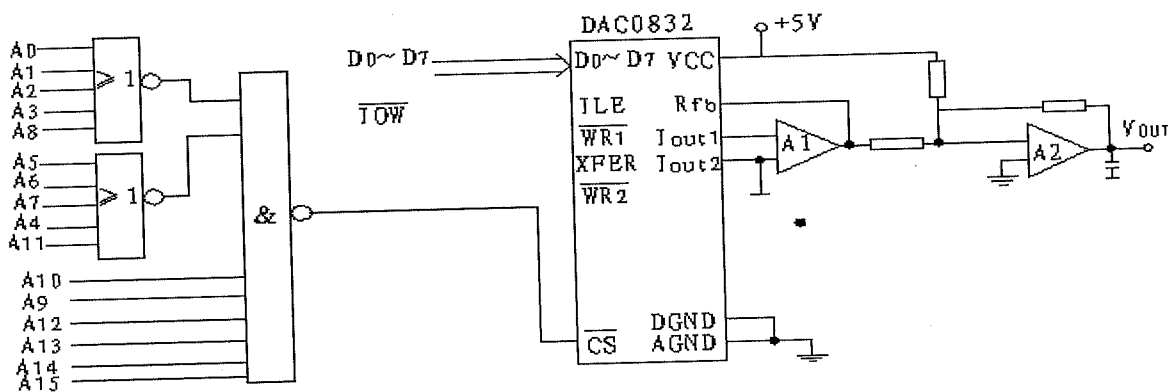 DAC0832
+5V
A0
A1
A2
A3
A8
≥ 1
D0~ D7
D0~ D7 VCC
IOW
ILE Rfb
WR1 Iout1
XFER Iout2
WR2
A1
A2
VOUT
A5
A6
A7
A4
A11
≥ 1
&
A10
A9
A12
A13
A14
A15
DGND
CS AGND